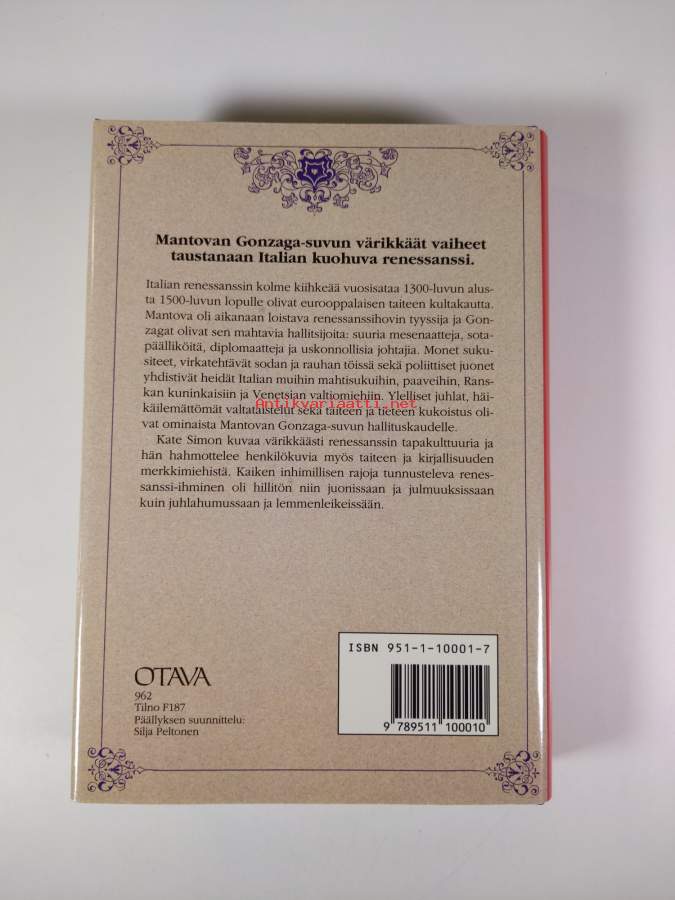 Mantovan Gonzaga-suvun värikkäät vaiheet
taustanaan Italian kuohuva renessanssi.
Italian renessanssin kolme kiihkeää vuosisataa 1300-luvun alus-
ta 1500-luvun lopulle olivat eurooppalaisen taiteen kultakautta.
Mantova oli aikanaan loistava renessanssihovin tyyssija ja Gon-
zagat olivat sen mahtavia hallitsijoita: suuria mesenaatteja, sota-
päälliköitä, diplomaatteja ja uskonnollisia johtajia. Monet suku-
siteet, virkatehtävät sodan ja rauhan töissä sekä poliittiset juonet
yhdistivät heidät Italian muihin mahtisukuihin, paaveihin, Rans-
kan kuninkaisiin ja Venetsian valtiomiehiin. Ylelliset juhlat, häi-
Antikvariaatti.net
käilemättömät valtataistelut sekä taiteen ja tieteen kukoistus oli-
vat ominaista Mantovan Gonzaga-suvun hallituskaudelle.
Kate Simon kuvaa värikkäästi renessanssin tapakulttuuria ja
hän hahmottelee henkilökuvia myös taiteen ja kirjallisuuden
merkkimiehistä. Kaiken inhimillisen rajoja tunnusteleva renes-
sanssi-ihminen oli hillitön niin juonissaan ja julmuuksissaan
kuin juhlahumussaan ja lemmenleikeissään.
ISBN 951-1-10001-7
9 789511 100010
OTAVA
962
Tilno F187
Päällyksen suunnittelu:
Silja Peltonen